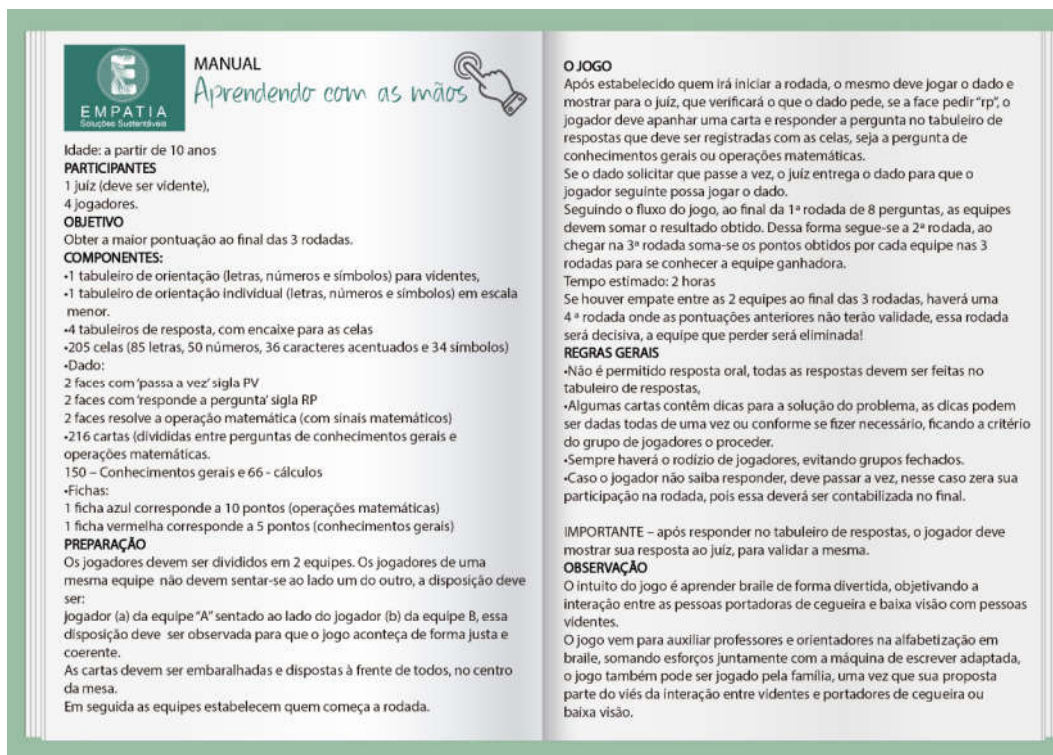 EMPATIA
Soluções Sustentáveis
MANUAL
Aprendendo com as mãos
Idade: a partir de 10 anos
PARTICIPANTES
1 juíz (deve ser vidente),
4 jogadores.
OBJETIVO
Obter a maior pontuação ao final das 3 rodadas.
COMPONENTES:
•1 tabuleiro de orientação (letras, números e símbolos) para videntes,
•1 tabuleiro de orientação individual (letras, números e símbolos) em escala
menor.
•4 tabuleiros de resposta, com encaixe para as celas
•205 celas (85 letras, 50 números, 36 caracteres acentuados e 34 símbolos)
•Dado:
2 faces com 'passa a vez' sigla PV
2 faces com 'responde a pergunta' sigla RP
2 faces resolve a operação matemática (com sinais matemáticos)
•216 cartas (divididas entre perguntas de conhecimentos gerais e
operações matemáticas.
150 – Conhecimentos gerais e 66 - cálculos
•Fichas:
1 ficha azul corresponde a 10 pontos (operações matemáticas)
1 ficha vermelha corresponde a 5 pontos (conhecimentos gerais)
PREPARAÇÃO
Os jogadores devem ser divididos em 2 equipes. Os jogadores de uma
mesma equipe não devem sentar-se ao lado um do outro, a disposição deve
ser:
jogador (a) da equipe "A" sentado ao lado do jogador (b) da equipe B, essa
disposição deve ser observada para que o jogo aconteça de forma justa e
coerente.
As cartas devem ser embaralhadas e dispostas à frente de todos, no centro
da mesa.
Em seguida as equipes estabelecem quem começa a rodada.
O JOGO
Após estabelecido quem irá iniciar a rodada, o mesmo deve jogar o dado e
mostrar para o juíz, que verificará o que o dado pede, se a face pedir "rp", o
jogador deve apanhar uma carta e responder a pergunta no tabuleiro de
respostas que deve ser registradas com as celas, seja a pergunta de
conhecimentos gerais ou operações matemáticas.
Se o dado solicitar que passe a vez, o juíz entrega o dado para que o
jogador seguinte possa jogar o dado.
Seguindo o fluxo do jogo, ao final da 1ª rodada de 8 perguntas, as equipes
devem somar o resultado obtido. Dessa forma segue-se a 2ª rodada, ao
chegar na 3ª rodada soma-se os pontos obtidos por cada equipe nas 3
rodadas para se conhecer a equipe ganhadora.
Tempo estimado: 2 horas
Se houver empate entre as 2 equipes ao final das 3 rodadas, haverá uma
4 ª rodada onde as pontuações anteriores não terão validade, essa rodada
será decisiva, a equipe que perder será eliminada!
REGRAS GERAIS
•Não é permitido resposta oral, todas as respostas devem ser feitas no
tabuleiro de respostas,
•Algumas cartas contêm dicas para a solução do problema, as dicas podem
ser dadas todas de uma vez ou conforme se fizer necessário, ficando a critério
do grupo de jogadores o proceder.
•Sempre haverá o rodízio de jogadores, evitando grupos fechados.
•Caso o jogador não saiba responder, deve passar a vez, nesse caso zera sua
participação na rodada, pois essa deverá ser contabilizada no final.
IMPORTANTE – após responder no tabuleiro de respostas, o jogador deve
mostrar sua resposta ao juíz, para validar a mesma.
OBSERVAÇÃO
O intuito do jogo é aprender braile de forma divertida, objetivando a
interação entre as pessoas portadoras de cegueira e baixa visão com pessoas
videntes.
O jogo vem para auxiliar professores e orientadores na alfabetização em
braile, somando esforços juntamente com a máquina de escrever adaptada,
o jogo também pode ser jogado pela família, uma vez que sua proposta
parte do viés da interação entre videntes e portadores de cegueira ou
baixa visão.